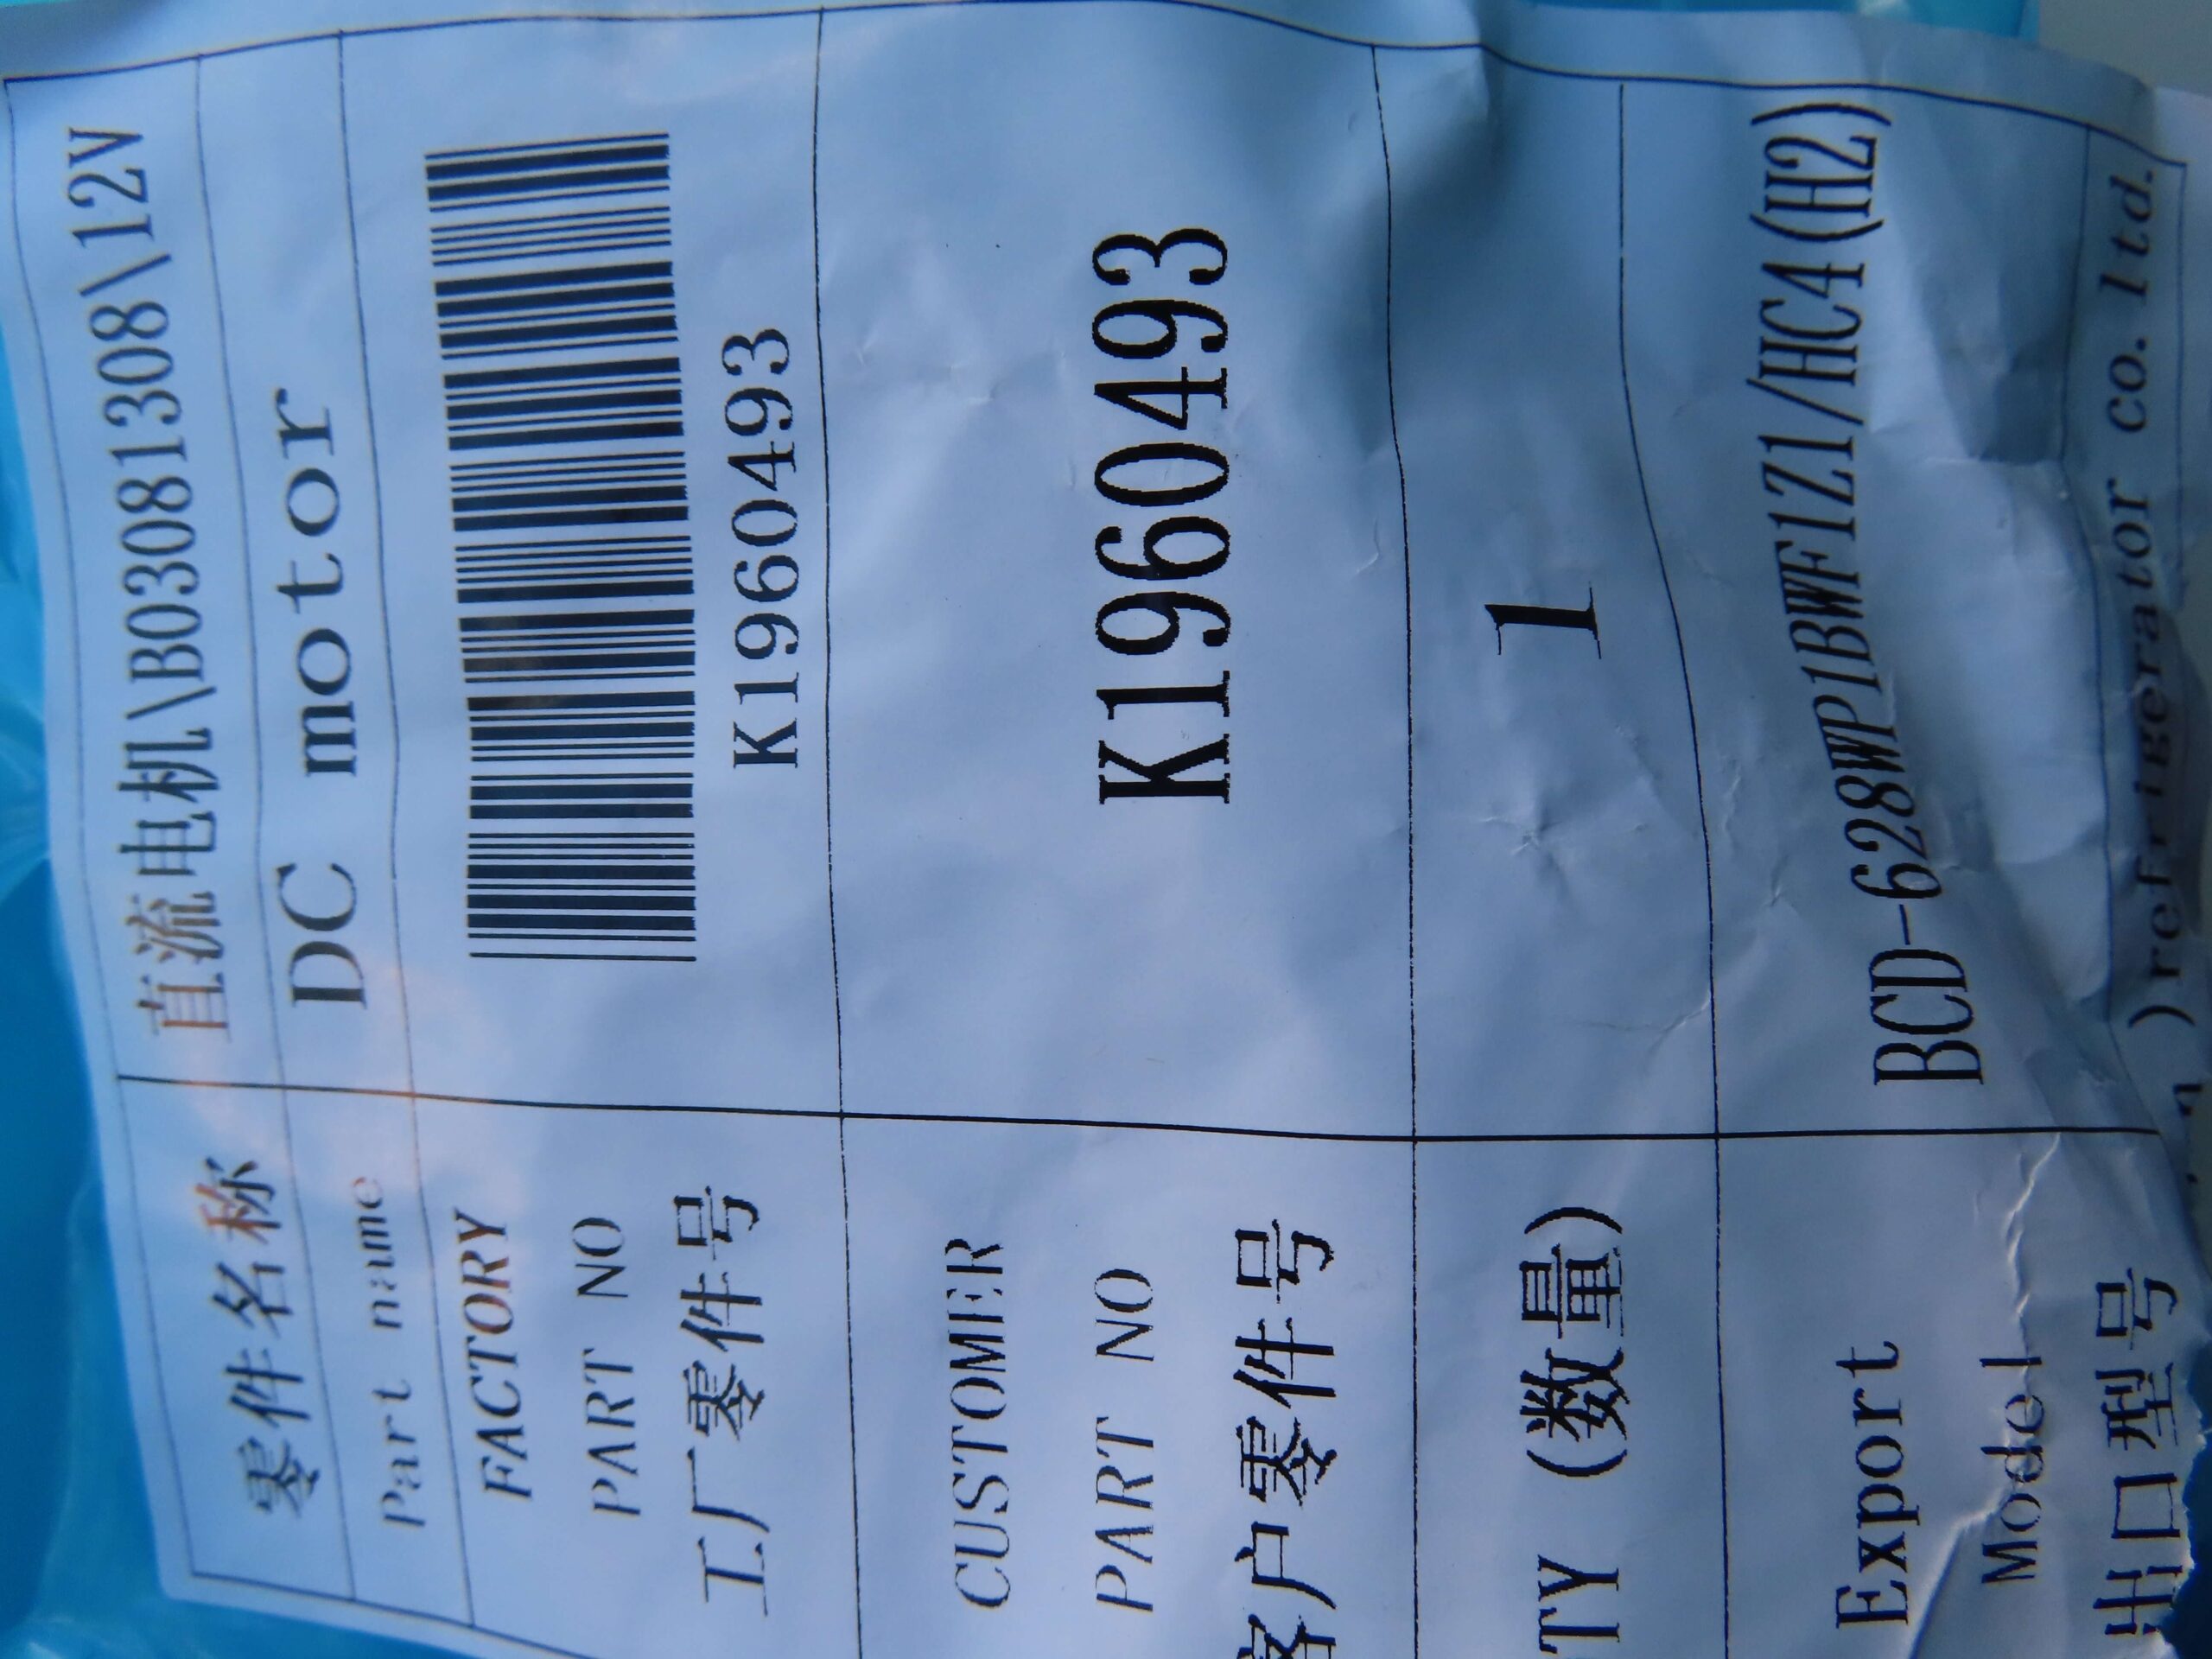 零件名称 直流电机\B03081308\12V
Part name DC motor
FACTORY
PART NO
工厂零件号
K1960493
CUSTOMER
PART NO
客户零件号
K1960493
TY (数量) 1
Export
Model
出口型号
BCD-628WP1BWF1Z1/HC4(H2)
)refrigerator co. ltd.